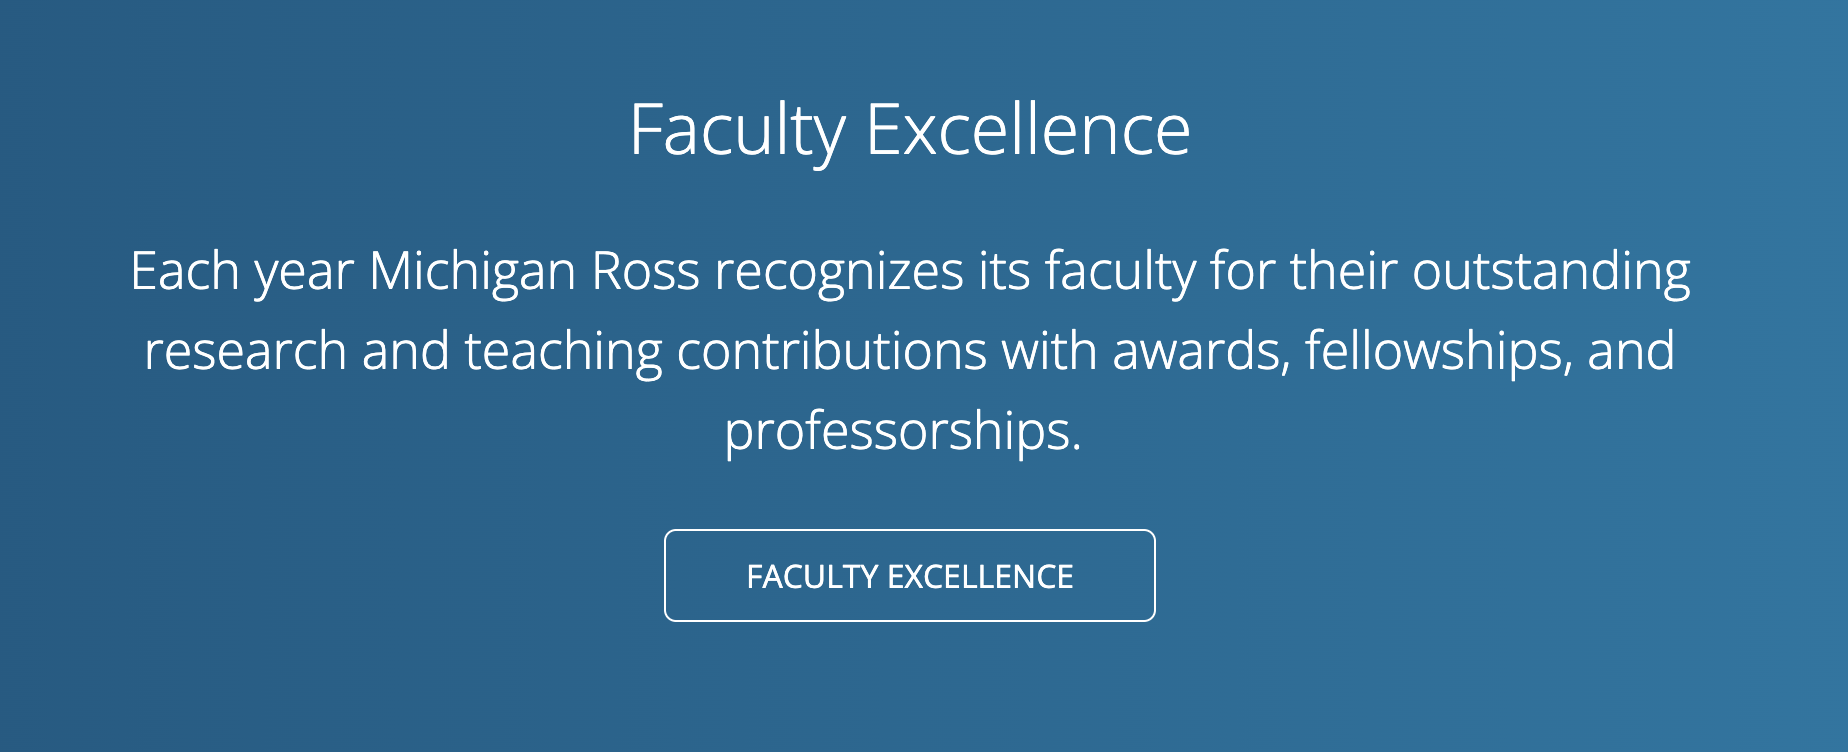 Faculty Excellence
Each year Michigan Ross recognizes its faculty for their outstanding
research and teaching contributions with awards, fellowships, and
professorships.
FACULTY EXCELLENCE